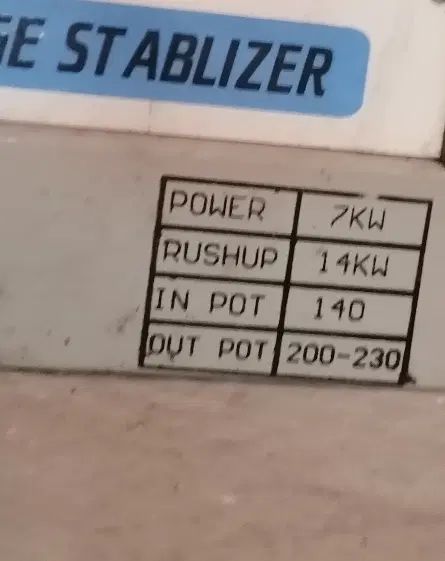 GE STABLIZER
POWER 7KW
RUSHUP 14KW
IN POT 140
OUT POT 200-230